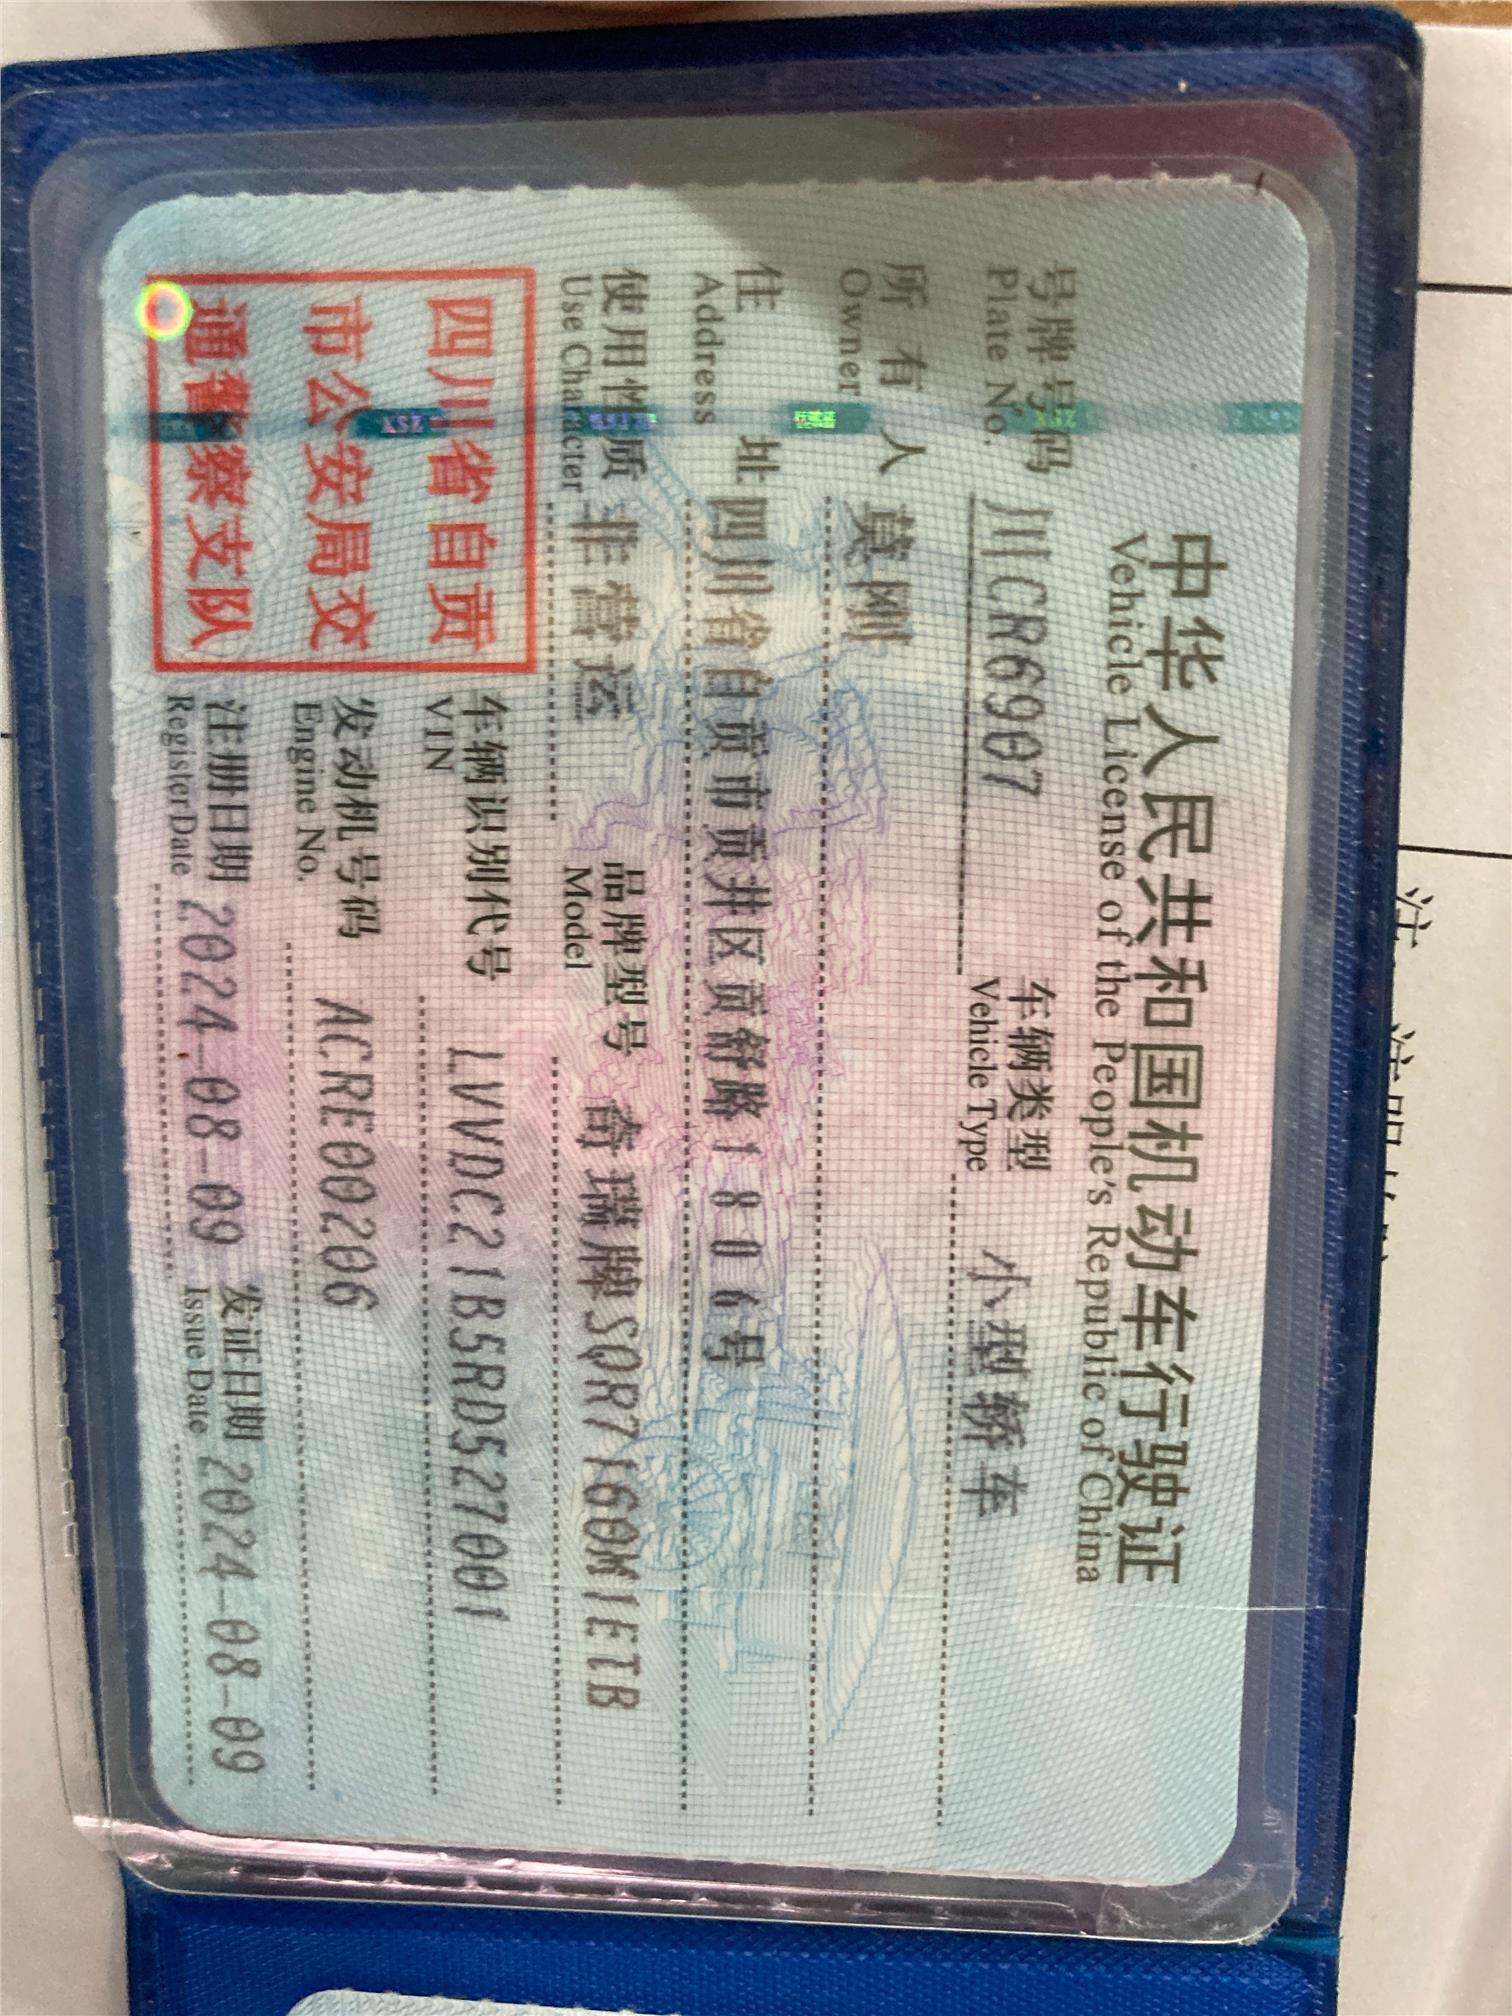 中华人民共和国机动车行驶证
Vehicle License of the People's Republic of China
号牌号码 川CR6907 车辆类型 小型轿车
Plate No. Vehicle Type
所有人 莫刚
Owner
住址 四川省自贡市贡井区贡舒路1806号
Address
使用性质 非营运 品牌型号 奇瑞牌SQR7160M1ETB
Use Character Model
四川省自贡
市公安局交
通警察支队
车辆识别代号 LVVDC21B5RD527001
VIN
发动机号码 ACRE00206
Engine No.
注册日期 2024-08-09 发证日期 2024-08-09
Register Date Issue Date
注